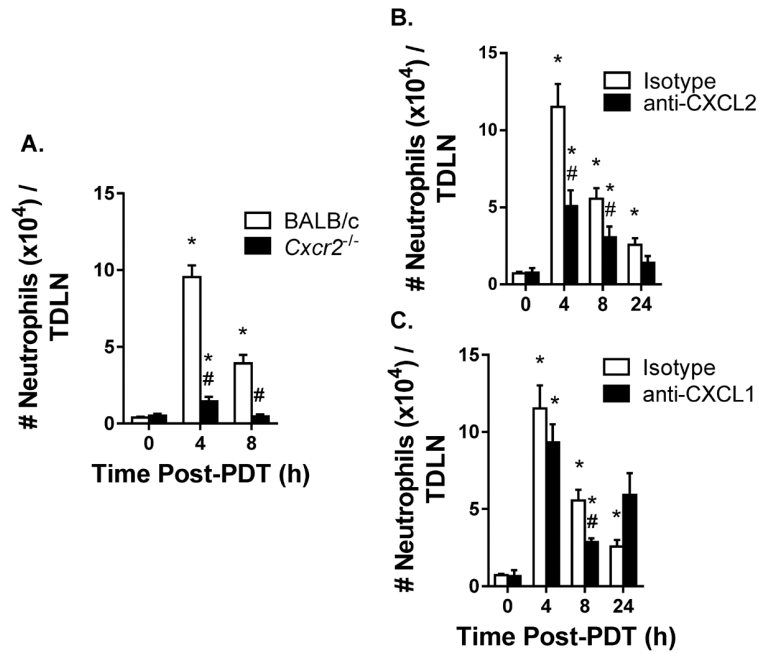 A.
# Neutrophils (x10⁴) /
TDLN
15
10
5
0
BALB/c
Cxcr2⁻/⁻
*
*
#
*
#
0 4 8
Time Post-PDT (h)
B.
# Neutrophils (x10⁴) /
TDLN
15
10
5
0
Isotype
anti-CXCL2
*
*
#
*
*
#
*
0 4 8 24
C.
# Neutrophils (x10⁴) /
TDLN
15
10
5
0
Isotype
anti-CXCL1
*
*
*
*
#
*
0 4 8 24
Time Post-PDT (h)